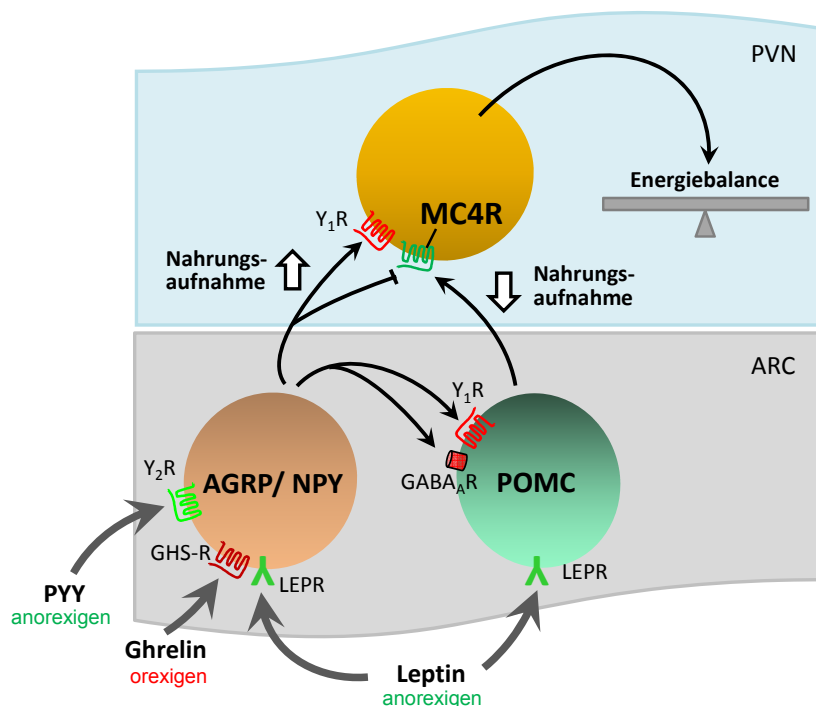 PVN
Energiebalance
MC4R
Y₁R
Nahrungs-
aufnahme
Nahrungs-
aufnahme
ARC
Y₁R
AGRP/ NPY
GABA_AR
POMC
Y₂R
GHS-R
LEPR
LEPR
PYY
anorexigen
Ghrelin
orexigen
Leptin
anorexigen